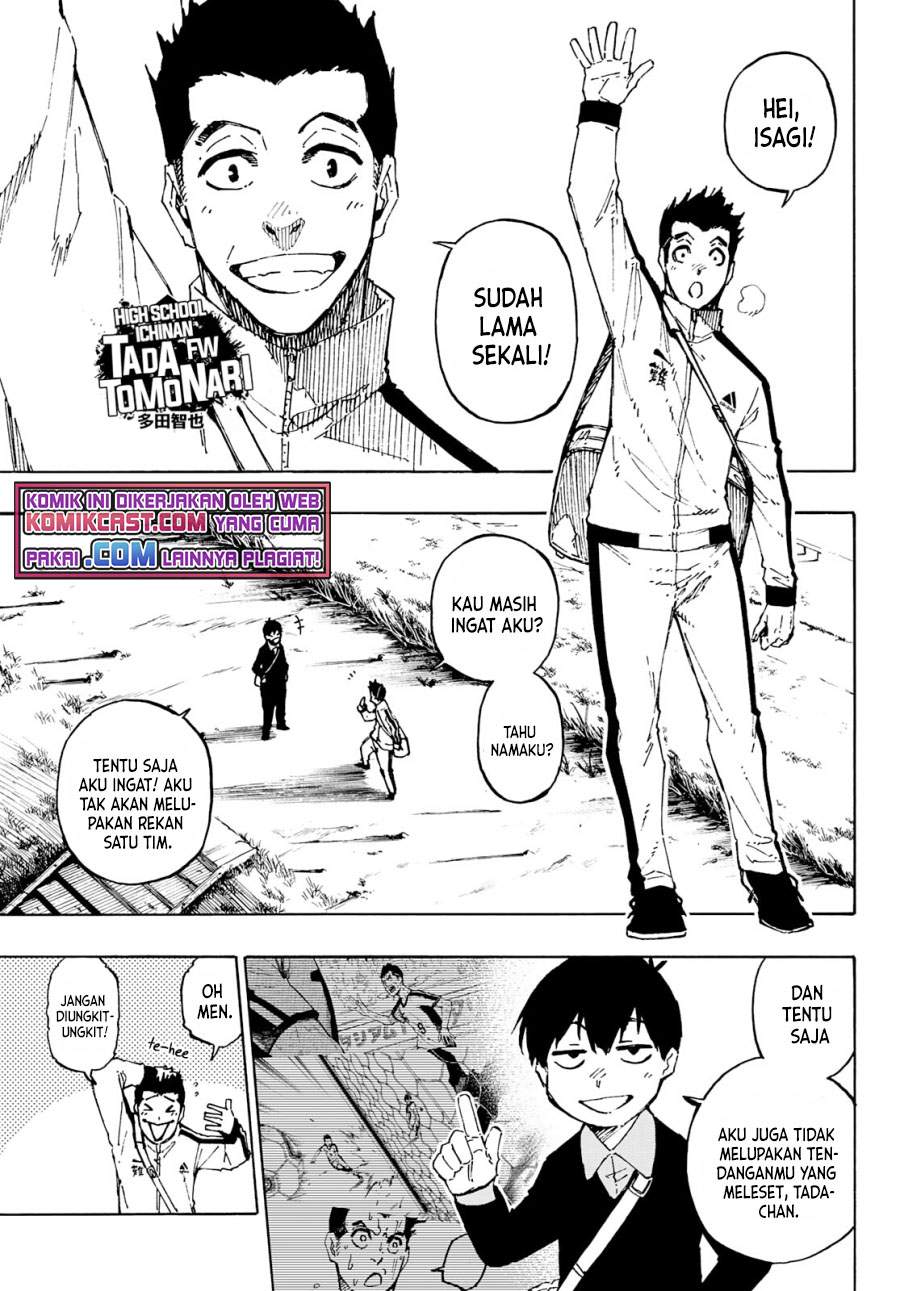 HEI,
ISAGI!
SUDAH
LAMA
SEKALI!
HIGH SCHOOL
ICHINAN
TADA FW
TOMONARI
多田智也
難
KOMIK INI DIKERJAKAN OLEH WEB
KOMIKCAST.COM YANG CUMA
PAKAI .COM LAINNYA PLAGIAT!
KAU MASIH
INGAT AKU?
TAHU
NAMAKU?
TENTU SAJA
AKU INGAT! AKU
TAK AKAN MELU-
PAKAN REKAN
SATU TIM.
DAN
TENTU
SAJA
AKU JUGA TIDAK
MELUPAKAN TEN-
DANGANMU YANG
MELESET, TADA-
CHAN.
OH
MEN.
JANGAN
DIUNGKIT-
UNGKIT!
te-hee
難